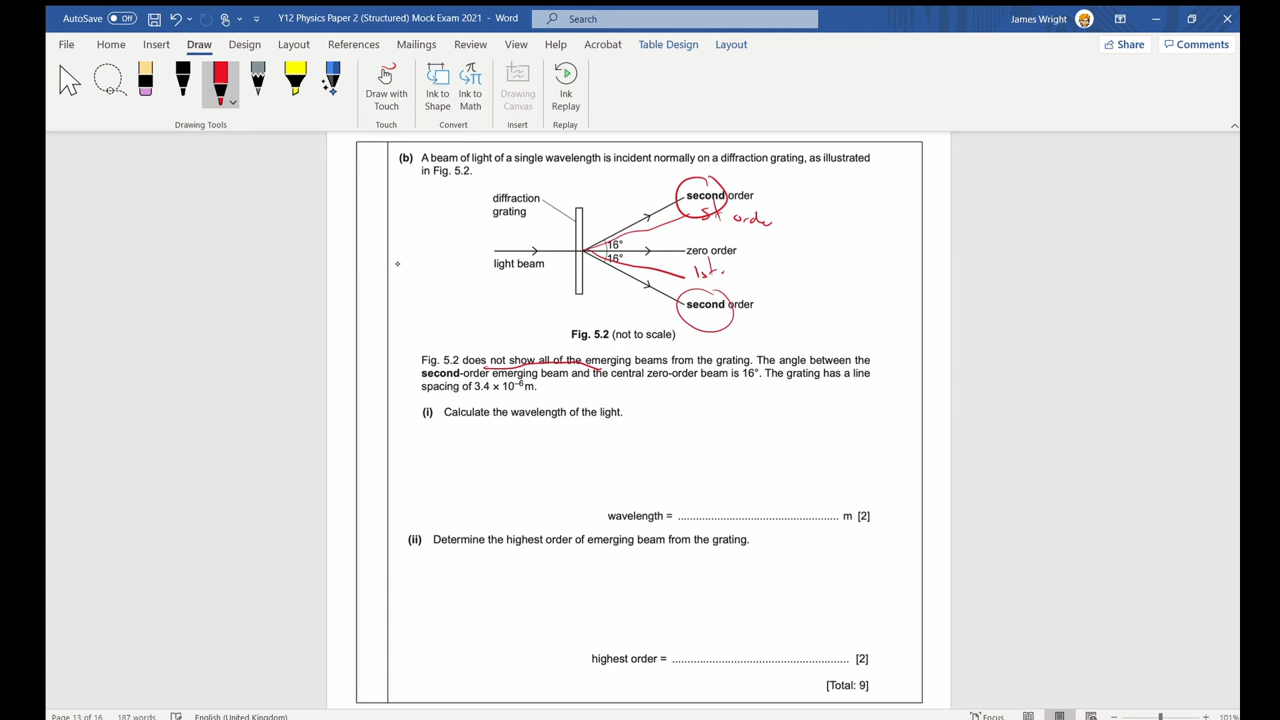 AutoSave Off Y12 Physics Paper 2 (Structured) Mock Exam 2021 - Word Search James Wright
File Home Insert Draw Design Layout References Mailings Review View Help Acrobat Table Design Layout Share Comments
Draw with Touch
Ink to Shape
Ink to Math
Drawing Canvas
Ink Replay
Drawing Tools Touch Convert Insert Replay
(b) A beam of light of a single wavelength is incident normally on a diffraction grating, as illustrated
in Fig. 5.2.
diffraction
grating
second order
order
16°
zero order
16°
light beam
1st
second order
Fig. 5.2 (not to scale)
Fig. 5.2 does not show all of the emerging beams from the grating. The angle between the
second-order emerging beam and the central zero-order beam is 16°. The grating has a line
spacing of 3.4 × 10⁻⁶ m.
(i) Calculate the wavelength of the light.
wavelength = ................................................ m [2]
(ii) Determine the highest order of emerging beam from the grating.
highest order = .................................................... [2]
[Total: 9]
Page 13 of 16 187 words English (United Kingdom) Focus 101%